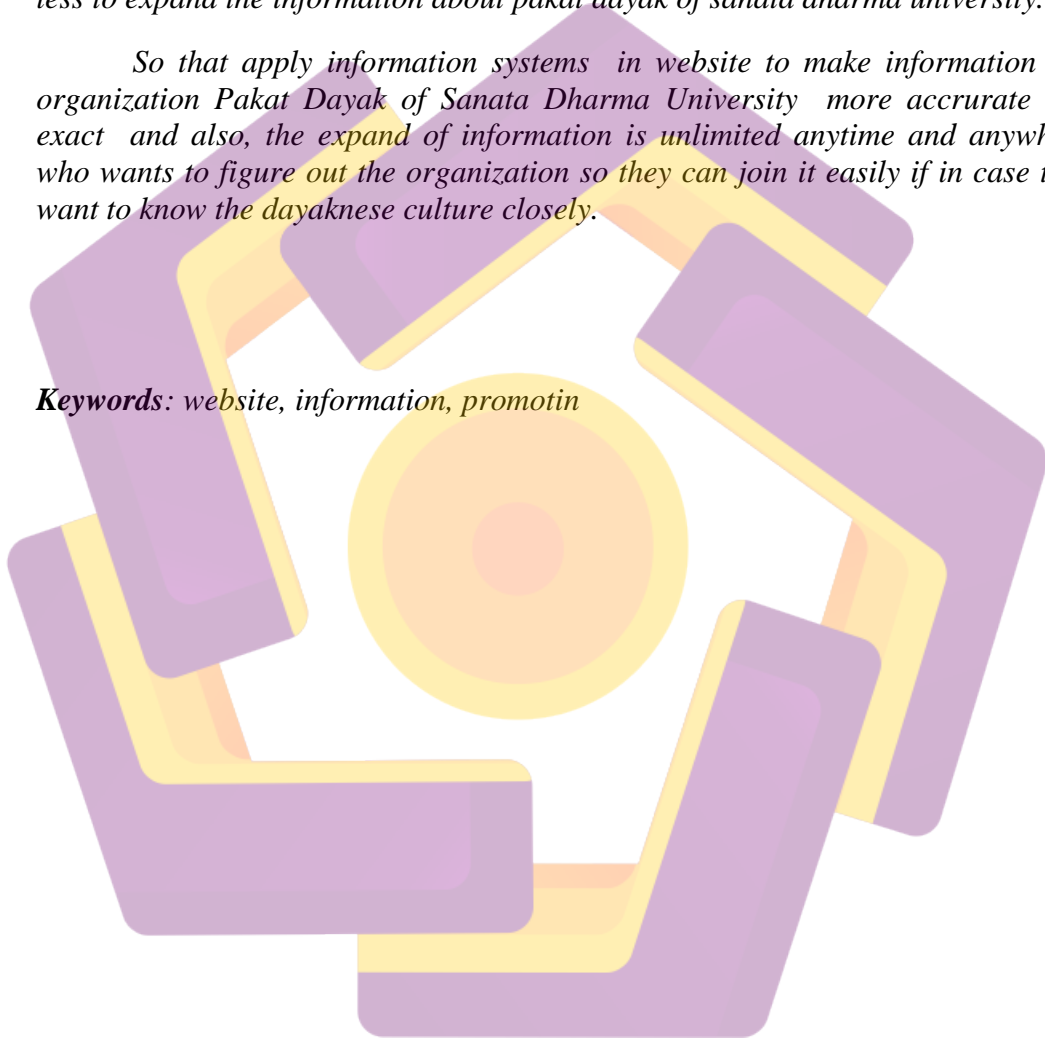 less to expand the information about pakat dayak of sanata dharma university.
So that apply information systems in website to make information
organization Pakat Dayak of Sanata Dharma University more accrurate
exact and also, the expand of information is unlimited anytime and
who wants to figure out the organization so they can join it easily if in case
want to know the dayaknese culture closely.
Keywords: website, information, promotin